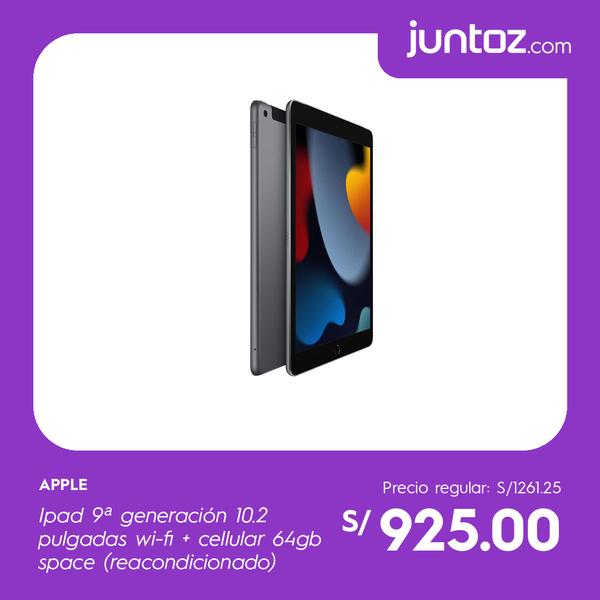 juntoz.com
APPLE
Ipad 9ª generación 10.2
pulgadas wi-fi + cellular 64gb
space (reacondicionado)
Precio regular: S/1261.25
S/ 925.00